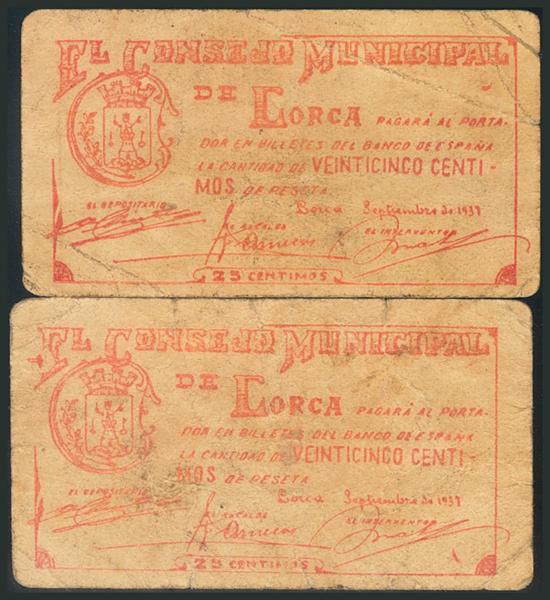 EL CONSEJO MUNICIPAL
DE LORCA PAGARÁ AL PORTA-
DOR EN BILLETES DEL BANCO DE ESPAÑA
LA CANTIDAD DE VEINTICINCO CENTI-
MOS DE PESETA
Lorca Septiembre de 1937
EL DEPOSITARIO EL ALCALDE EL INTERVENTOR
25 CENTIMOS
EL CONSEJO MUNICIPAL
DE LORCA PAGARÁ AL PORTA-
DOR EN BILLETES DEL BANCO DE ESPAÑA
LA CANTIDAD DE VEINTICINCO CENTI-
MOS DE PESETA
Lorca Septiembre de 1937
EL DEPOSITARIO EL ALCALDE EL INTERVENTOR
25 CENTIMOS